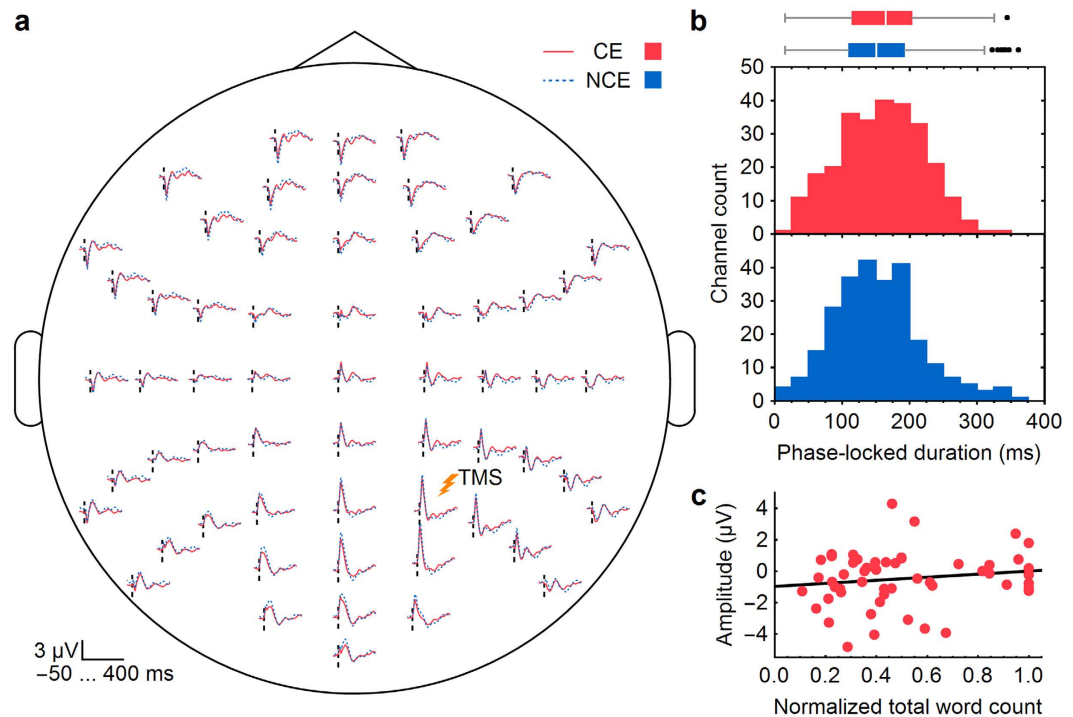 a
CE
NCE
TMS
3 µV
−50 ... 400 ms
b
50
40
30
20
10
0
40
30
20
10
0
Channel count
0 100 200 300 400
Phase-locked duration (ms)
c
4
2
0
−2
−4
Amplitude (µV)
0.0 0.2 0.4 0.6 0.8 1.0
Normalized total word count